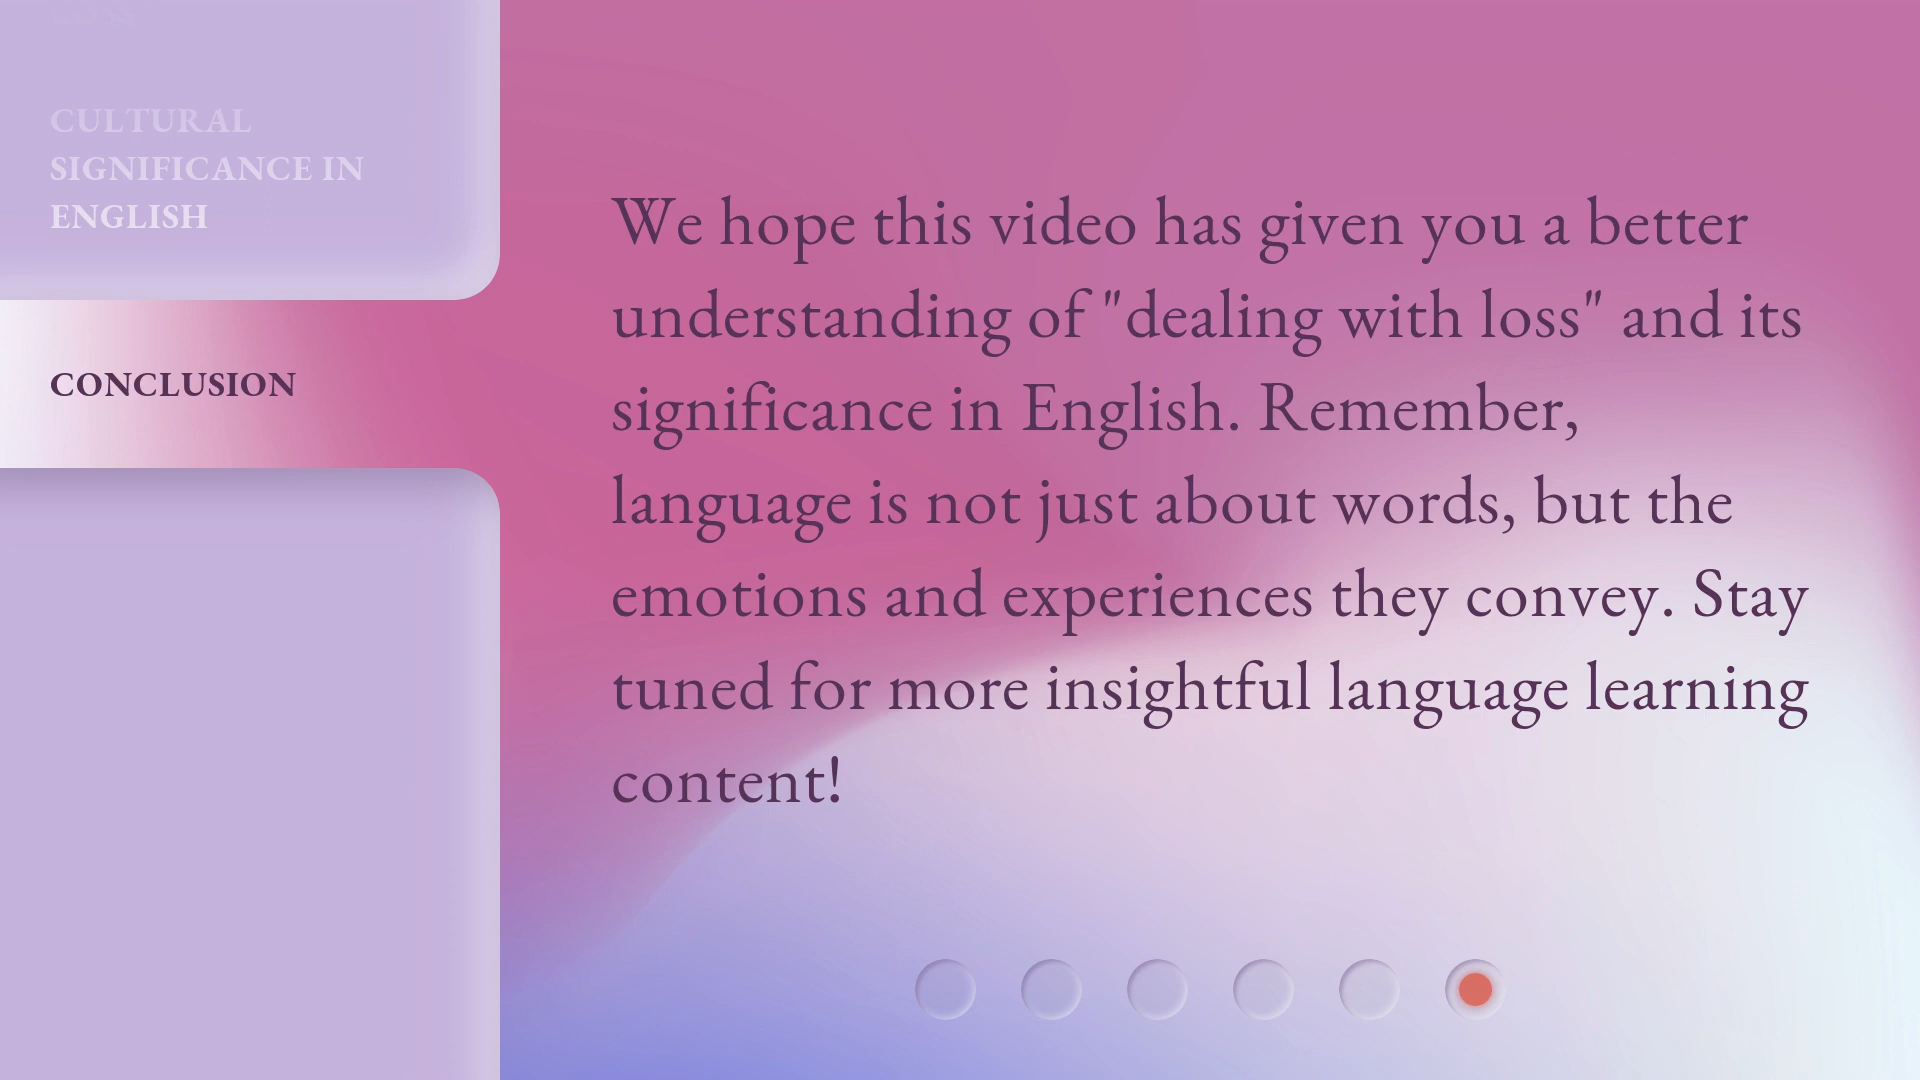 CULTURAL
SIGNIFICANCE IN
ENGLISH
CONCLUSION
We hope this video has given you a better
understanding of "dealing with loss" and its
significance in English. Remember,
language is not just about words, but the
emotions and experiences they convey. Stay
tuned for more insightful language learning
content!